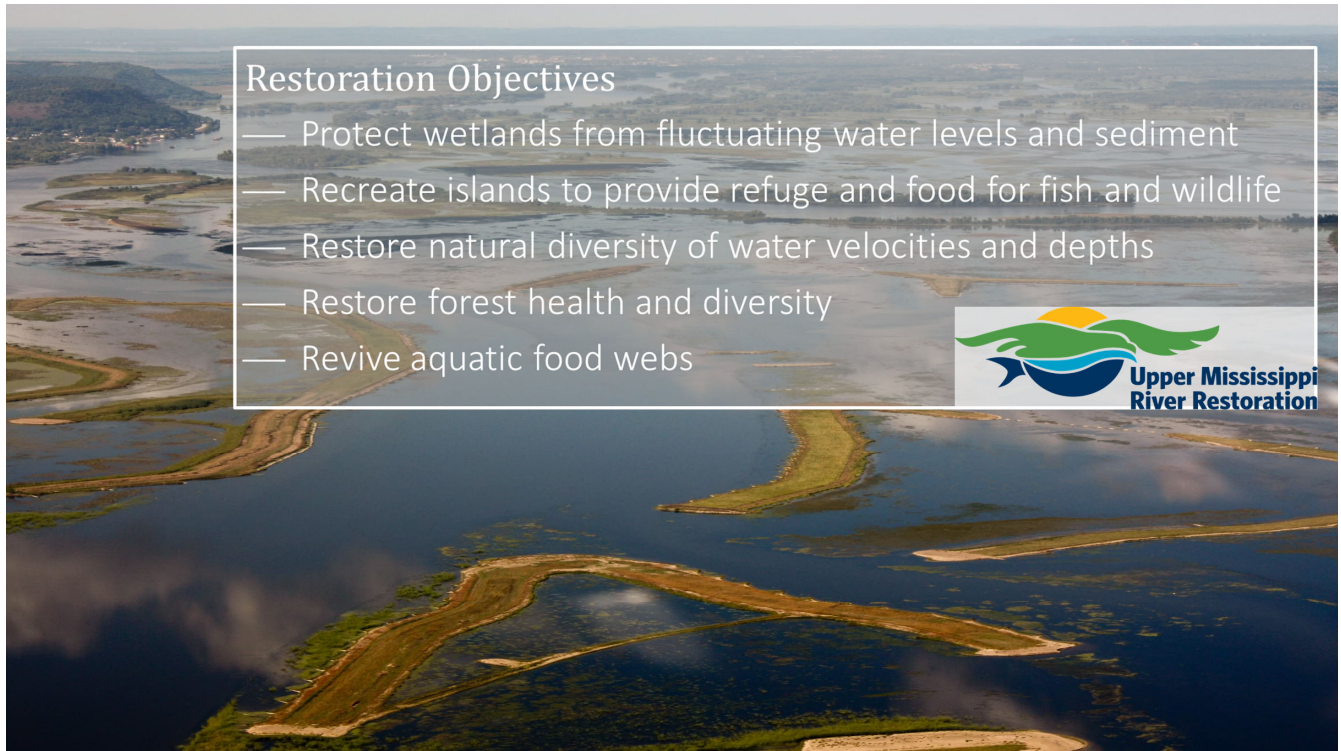 Restoration Objectives
— Protect wetlands from fluctuating water levels and sediment
— Recreate islands to provide refuge and food for fish and wildlife
— Restore natural diversity of water velocities and depths
— Restore forest health and diversity
— Revive aquatic food webs
Upper Mississippi
River Restoration